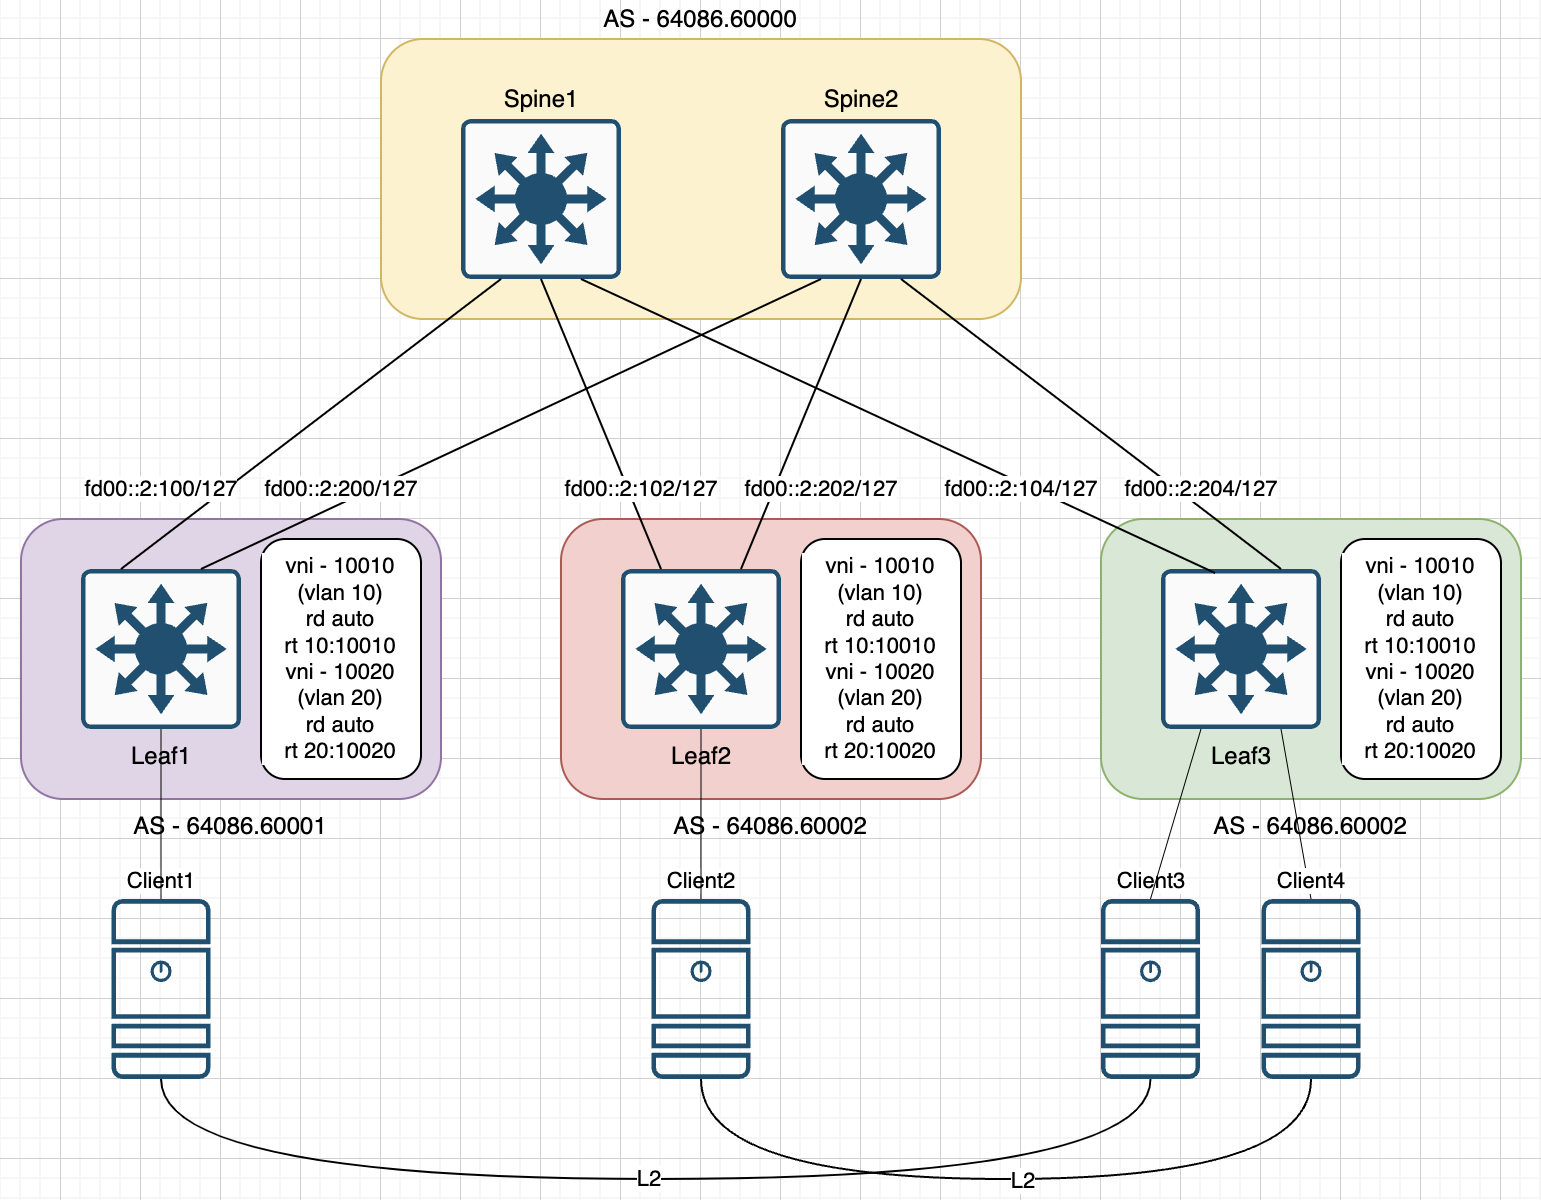 AS - 64086.60000
Spine1
Spine2
fd00::2:100/127
fd00::2:200/127
fd00::2:102/127
fd00::2:202/127
fd00::2:104/127
fd00::2:204/127
vni - 10010
(vlan 10)
rd auto
rt 10:10010
vni - 10020
(vlan 20)
rd auto
rt 20:10020
Leaf1
vni - 10010
(vlan 10)
rd auto
rt 10:10010
vni - 10020
(vlan 20)
rd auto
rt 20:10020
Leaf2
vni - 10010
(vlan 10)
rd auto
rt 10:10010
vni - 10020
(vlan 20)
rd auto
rt 20:10020
Leaf3
AS - 64086.60001
AS - 64086.60002
AS - 64086.60002
Client1
Client2
Client3
Client4
L2
L2